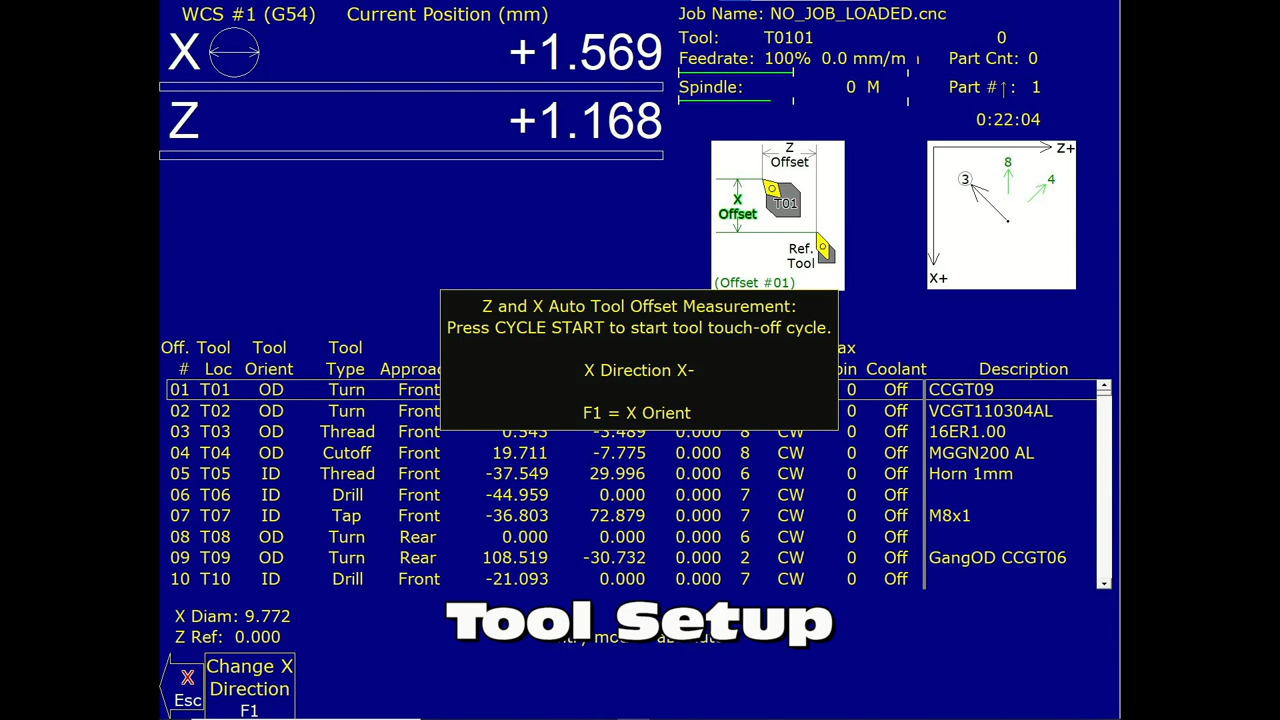 WCS #1 (G54) Current Position (mm)
X +1.569
Z +1.168
Job Name: NO_JOB_LOADED.cnc
Tool: T0101 0
Feedrate: 100% 0.0 mm/m Part Cnt: 0
Spindle: 0 M Part #↑: 1
0:22:04
Z
Offset
X
Offset
T01
Ref.
Tool
(Offset #01)
Z+
8
3
4
X+
Z and X Auto Tool Offset Measurement:
Press CYCLE START to start tool touch-off cycle.
X Direction X-
F1 = X Orient
Off. Tool Tool Tool ax
# Loc Orient Type Approac pin Coolant Description
01 T01 OD Turn Front 0 Off CCGT09
02 T02 OD Turn Front 0 Off VCGT110304AL
03 T03 OD Thread Front 0.543 -3.489 0.000 8 CW 0 Off 16ER1.00
04 T04 OD Cutoff Front 19.711 -7.775 0.000 8 CW 0 Off MGGN200 AL
05 T05 ID Thread Front -37.549 29.996 0.000 6 CW 0 Off Horn 1mm
06 T06 ID Drill Front -44.959 0.000 0.000 7 CW 0 Off
07 T07 ID Tap Front -36.803 72.879 0.000 7 CW 0 Off M8x1
08 T08 OD Turn Rear 0.000 0.000 0.000 6 CW 0 Off
09 T09 OD Turn Rear 108.519 -30.732 0.000 2 CW 0 Off GangOD CCGT06
10 T10 ID Drill Front -21.093 0.000 0.000 7 CW 0 Off
X Diam: 9.772
Z Ref: 0.000
Tool Setup
X
Esc
Change X
Direction
F1